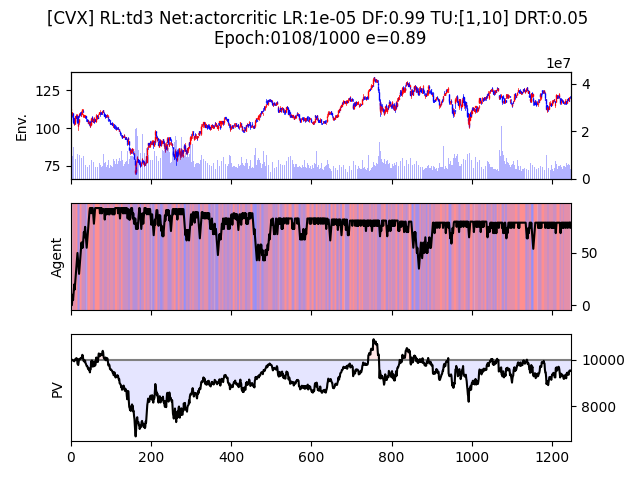 [CVX] RL:td3 Net:actorcritic LR:1e-05 DF:0.99 TU:[1,10] DRT:0.05
Epoch:0108/1000 e=0.89
1e7
125
100
75
Env.
4
2
0
Agent
50
0
PV
10000
8000
0 200 400 600 800 1000 1200